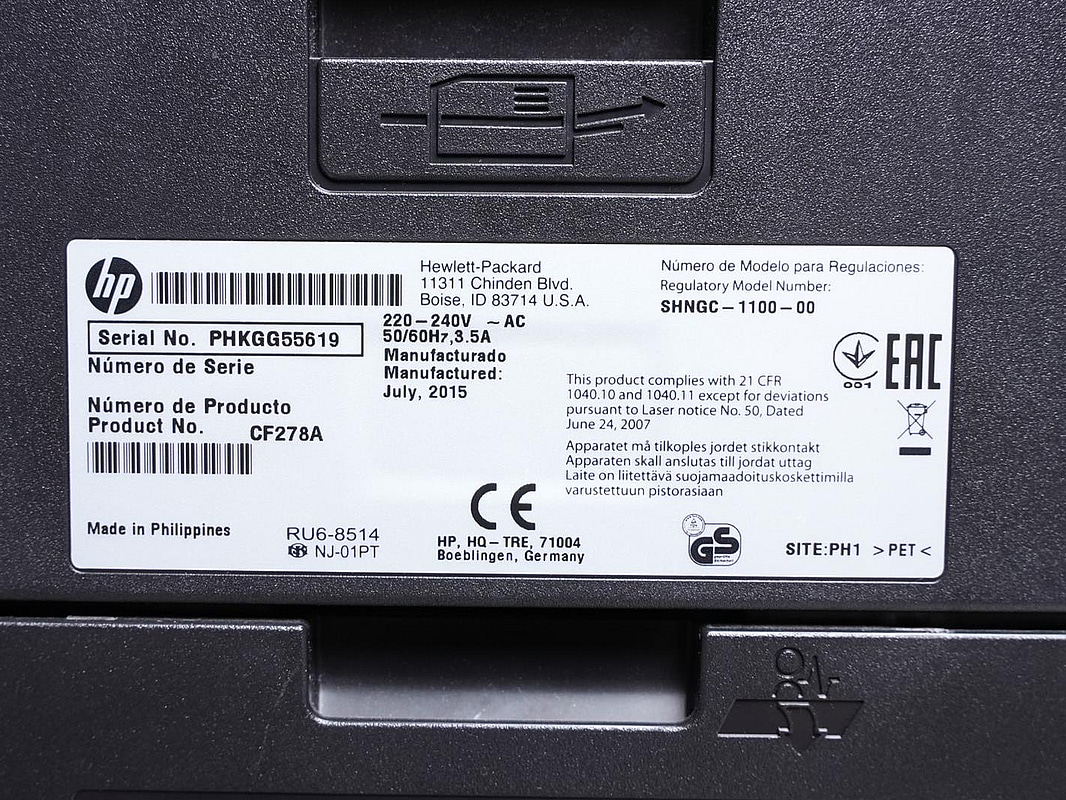 hp
Hewlett-Packard
11311 Chinden Blvd.
Boise, ID 83714 U.S.A.
Número de Modelo para Regulaciones:
Regulatory Model Number:
SHNGC–1100–00
Serial No. PHKGG55619
Número de Serie
220–240V ~ AC
50/60Hz,3.5A
Manufacturado
Manufactured:
July, 2015
Número de Producto
Product No. CF278A
001
EAC
This product complies with 21 CFR
1040.10 and 1040.11 except for deviations
pursuant to Laser notice No. 50, Dated
June 24, 2007
Apparatet må tilkoples jordet stikkontakt
Apparaten skall anslutas till jordat uttag
Laite on liitettävä suojamaadoituskoskettimilla
varustettuun pistorasiaan
Made in Philippines
RU6-8514
NJ-01PT
CE
HP, HQ–TRE, 71004
Boeblingen, Germany
GS
SITE:PH1 >PET<